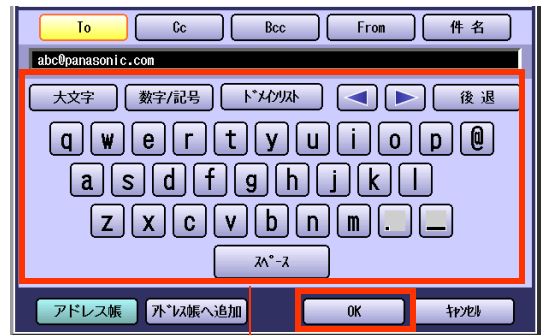 To Cc Bcc From 件 名
abc@panasonic.com
大文字 数字/記号 ﾄﾞﾒｲﾝﾘｽﾄ ◀ ▶ 後 退
q w e r t y u i o p @
a s d f g h j k l
z x c v b n m . _
ｽﾍﾟｰｽ
アドレス帳 ｱﾄﾞﾚｽ帳へ追加 OK ｷｬﾝｾﾙ